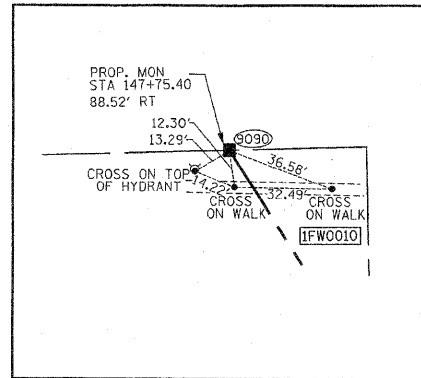 PROP. MON
STA 147+75.40
88.52' RT
12.30'
13.29'
9090
36.58'
CROSS ON TOP
OF HYDRANT
14.22'
32.49'
CROSS
ON WALK
CROSS
ON WALK
1FW0010